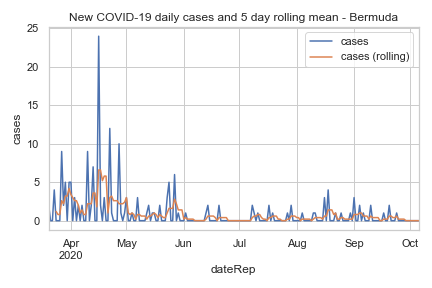 New COVID-19 daily cases and 5 day rolling mean - Bermuda
cases
cases (rolling)
25
20
15
10
5
0
cases
Apr
2020
May
Jun
Jul
Aug
Sep
Oct
dateRep